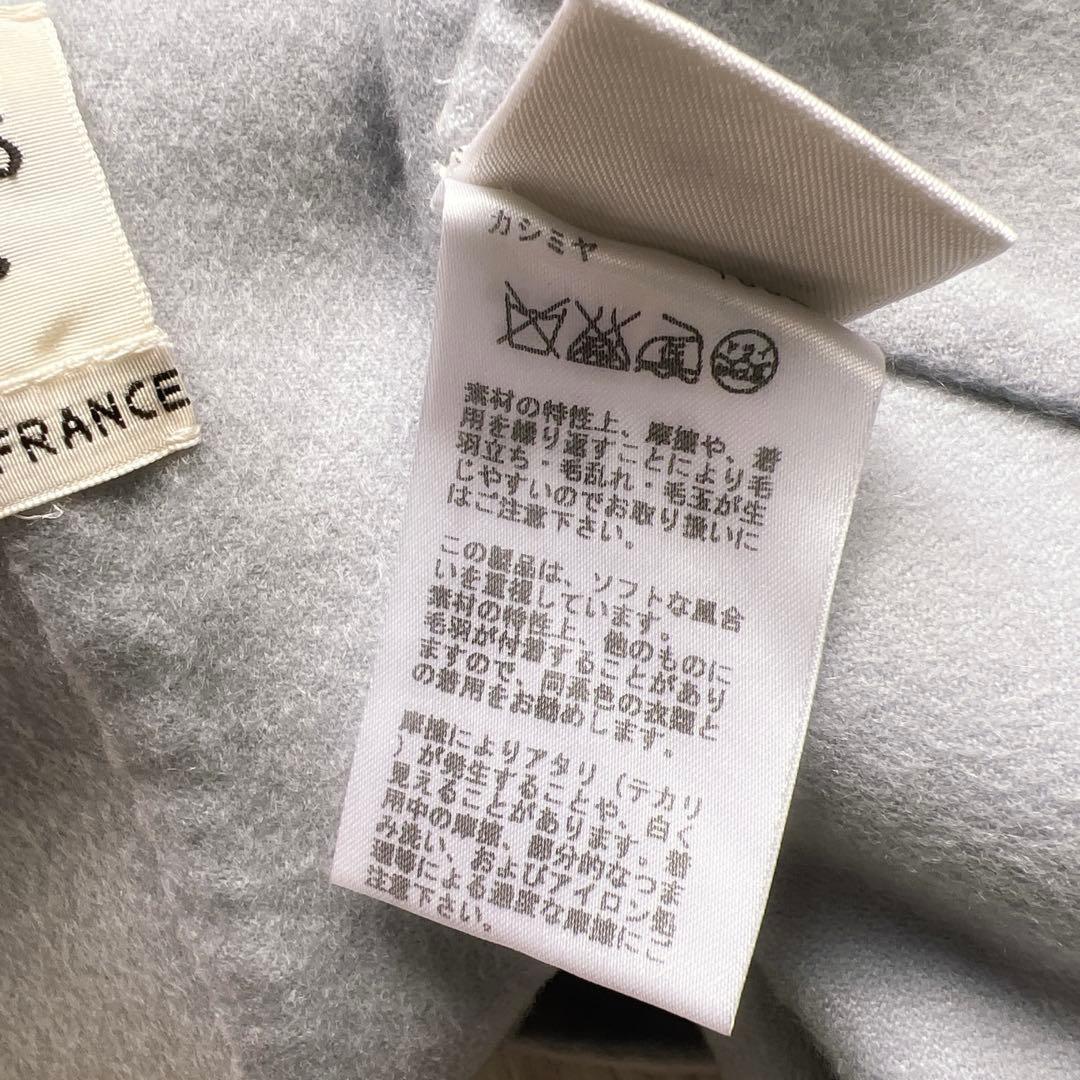 FRANCE
カシミヤ
素材の特性上、摩擦や、着
用を繰り返すことにより毛
羽立ち・毛乱れ・毛玉が生
じやすいのでお取り扱いに
はご注意下さい。
この製品は、ソフトな風合
いを重視しています。
素材の特性上、他のものに
毛羽が付着することがあり
ますので、同系色の衣類と
の着用をお勧めします。
摩擦によりアタリ（テカリ
）が発生することや、白く
見えることがあります。着
用中の摩擦、部分的なつま
み洗い、およびアイロン処
理等による過度な摩擦にご
注意下さい。